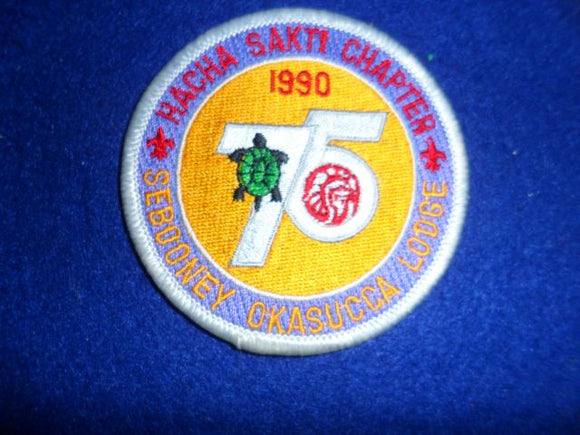 HACHA SAKTI CHAPTER
1990
75
SEBOONEY OKASUCCA LODGE